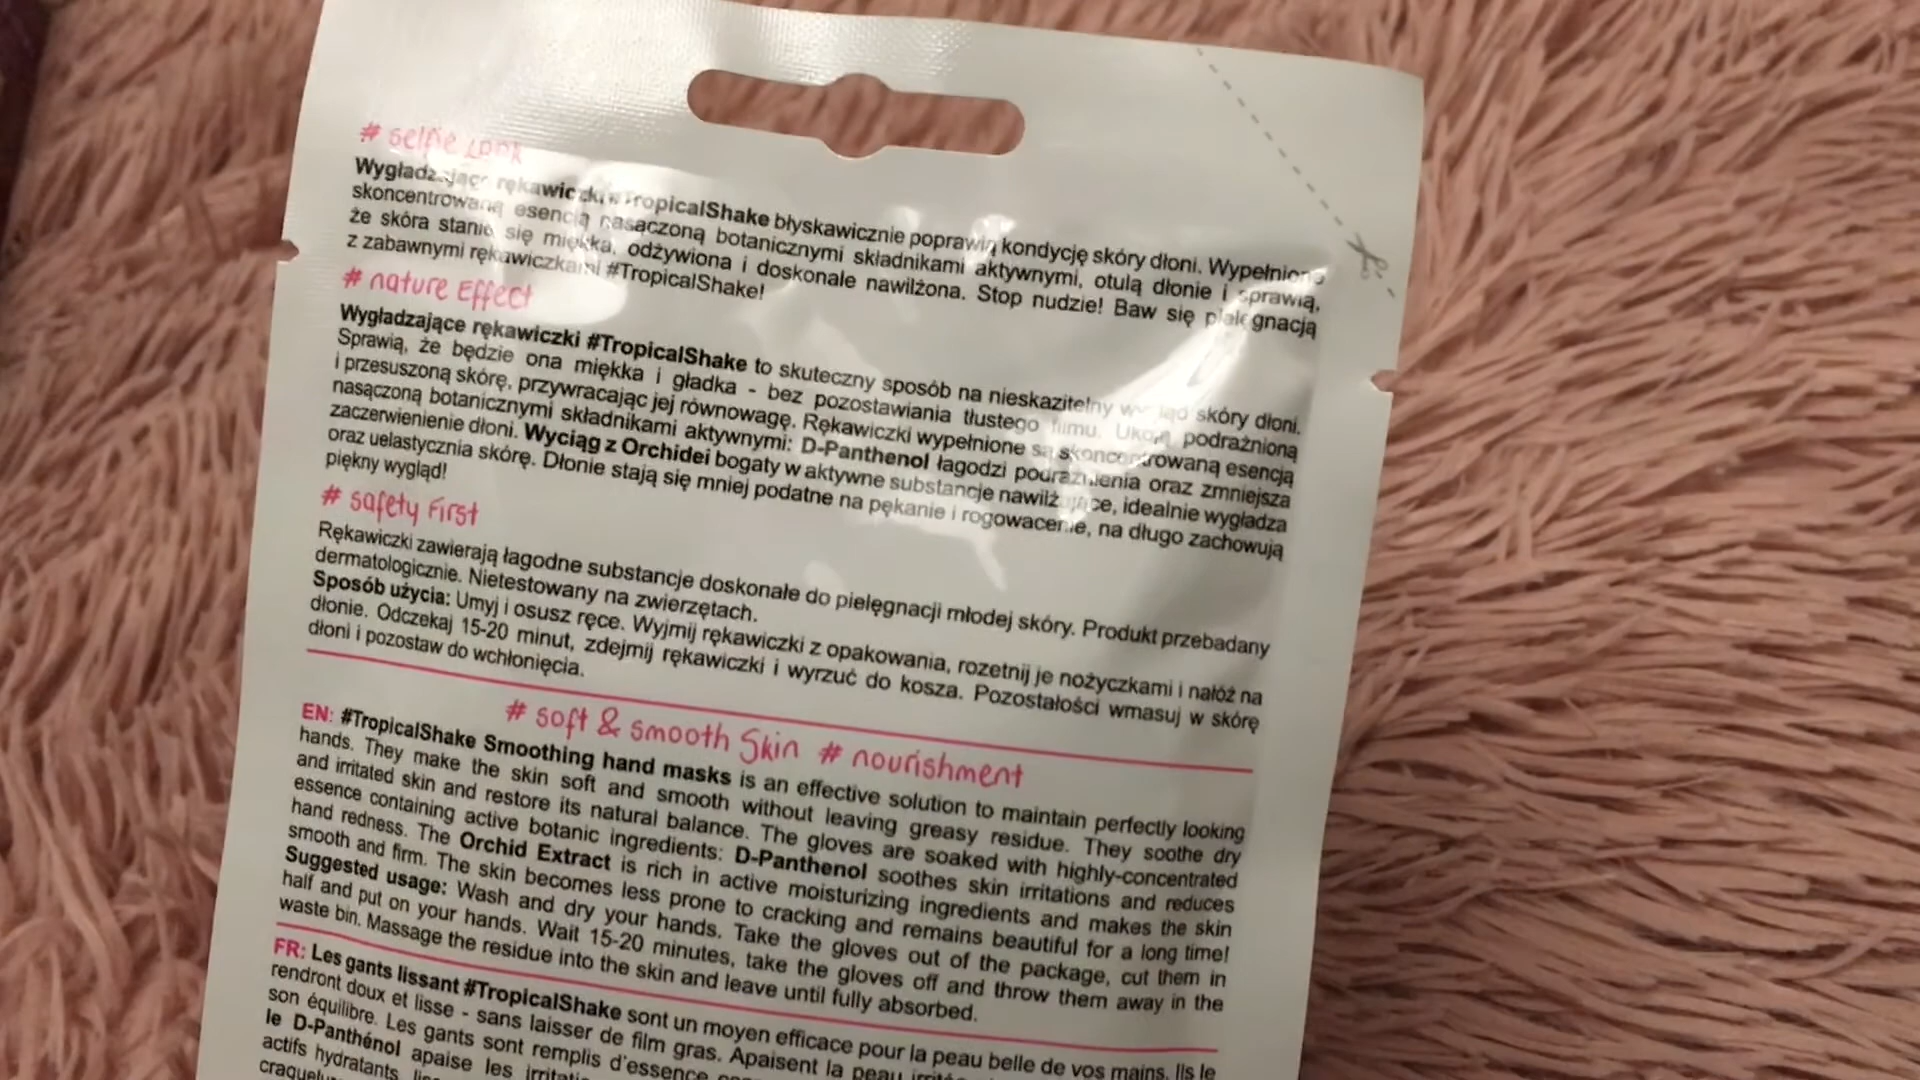 # selfie Look
Wygładzające rękawiczki #TropicalShake błyskawicznie poprawią kondycję skóry dłoni. Wypełnione
skoncentrowaną esencją nasączoną botanicznymi składnikami aktywnymi, otulą dłonie i sprawią,
że skóra stanie się miękka, odżywiona i doskonale nawilżona. Stop nudzie! Baw się pielęgnacją
z zabawnymi rękawiczkami #TropicalShake!
# nature Effect
Wygładzające rękawiczki #TropicalShake to skuteczny sposób na nieskazitelny wygląd skóry dłoni.
Sprawią, że będzie ona miękka i gładka - bez pozostawiania tłustego filmu. Ukoją podrażnioną
i przesuszoną skórę, przywracając jej równowagę. Rękawiczki wypełnione są skoncentrowaną esencją
nasączoną botanicznymi składnikami aktywnymi: D-Panthenol łagodzi podrażnienia oraz zmniejsza
zaczerwienienie dłoni. Wyciąg z Orchidei bogaty w aktywne substancje nawilżające, idealnie wygładza
oraz uelastycznia skórę. Dłonie stają się mniej podatne na pękanie i rogowacenie, na długo zachowują
piękny wygląd!
# safety First
Rękawiczki zawierają łagodne substancje doskonałe do pielęgnacji młodej skóry. Produkt przebadany
dermatologicznie. Nietestowany na zwierzętach.
Sposób użycia: Umyj i osusz ręce. Wyjmij rękawiczki z opakowania, rozetnij je nożyczkami i nałóż na
dłonie. Odczekaj 15-20 minut, zdejmij rękawiczki i wyrzuć do kosza. Pozostałości wmasuj w skórę
dłoni i pozostaw do wchłonięcia.
# soft & smooth Skin # nourishment
EN: #TropicalShake Smoothing hand masks is an effective solution to maintain perfectly looking
hands. They make the skin soft and smooth without leaving greasy residue. They soothe dry
and irritated skin and restore its natural balance. The gloves are soaked with highly-concentrated
essence containing active botanic ingredients: D-Panthenol soothes skin irritations and reduces
hand redness. The Orchid Extract is rich in active moisturizing ingredients and makes the skin
smooth and firm. The skin becomes less prone to cracking and remains beautiful for a long time!
Suggested usage: Wash and dry your hands. Take the gloves out of the package, cut them in
half and put on your hands. Wait 15-20 minutes, take the gloves off and throw them away in the
waste bin. Massage the residue into the skin and leave until fully absorbed.
FR: Les gants lissant #TropicalShake sont un moyen efficace pour la peau belle de vos mains. Ils le
rendront doux et lisse - sans laisser de film gras. Apaisent la peau
son équilibre. Les gants sont remplis d'essence
le D-Panthénol apaise les
actifs hydratants,